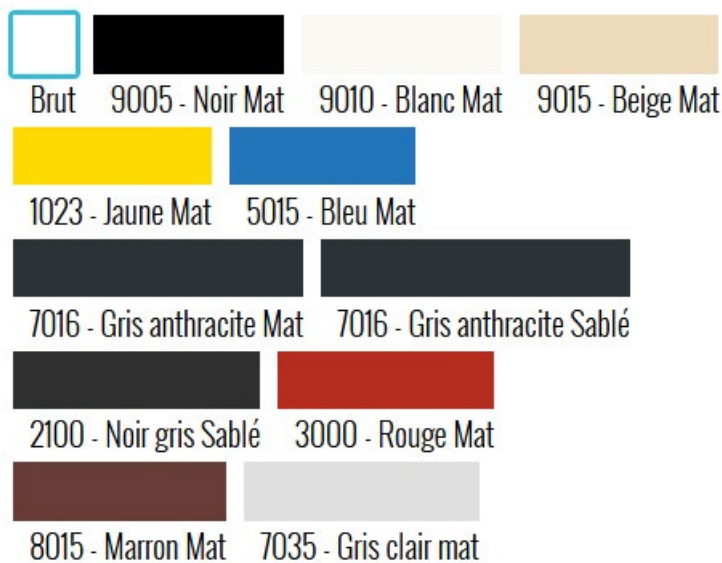 Brut 9005 - Noir Mat 9010 - Blanc Mat 9015 - Beige Mat
1023 - Jaune Mat 5015 - Bleu Mat
7016 - Gris anthracite Mat 7016 - Gris anthracite Sablé
2100 - Noir gris Sablé 3000 - Rouge Mat
8015 - Marron Mat 7035 - Gris clair mat